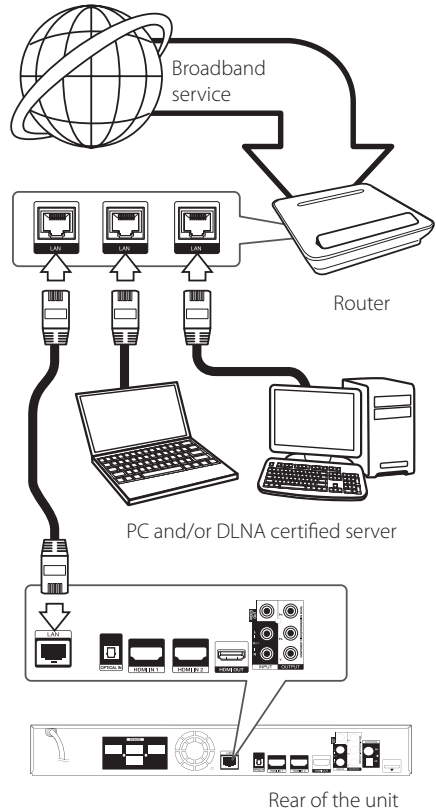 Broadband
service
LAN
LAN
LAN
Router
PC and/or DLNA certified server
LAN
OPTICAL IN
HDMI IN 1
HDMI IN 2
HDMI OUT
INPUT
OUTPUT
Rear of the unit